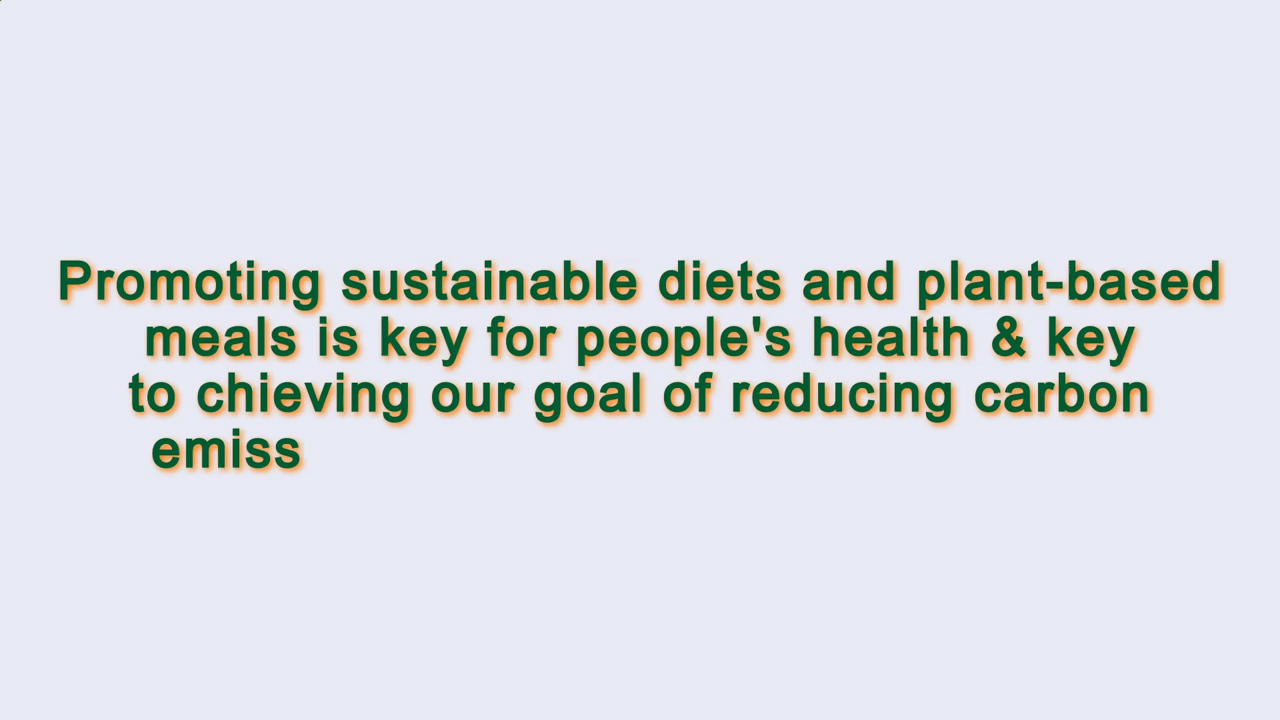 Promoting sustainable diets and plant-based
meals is key for people's health & key
to chieving our goal of reducing carbon
emiss